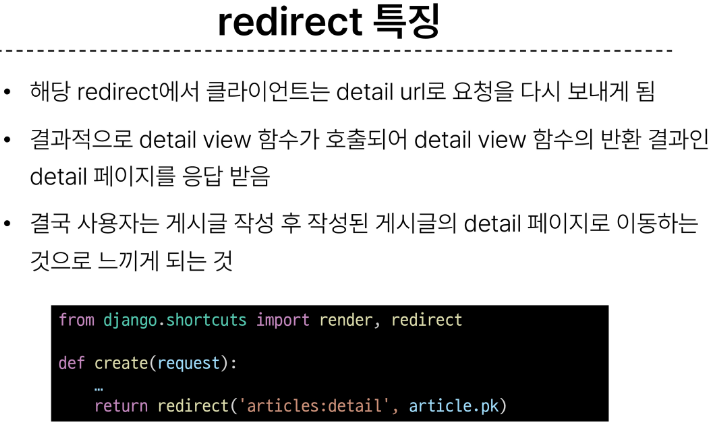 redirect 특징
• 해당 redirect에서 클라이언트는 detail url로 요청을 다시 보내게 됨
• 결과적으로 detail view 함수가 호출되어 detail view 함수의 반환 결과인
detail 페이지를 응답 받음
• 결국 사용자는 게시글 작성 후 작성된 게시글의 detail 페이지로 이동하는
것으로 느끼게 되는 것
from django.shortcuts import render, redirect
def create(request):
…
return redirect('articles:detail', article.pk)